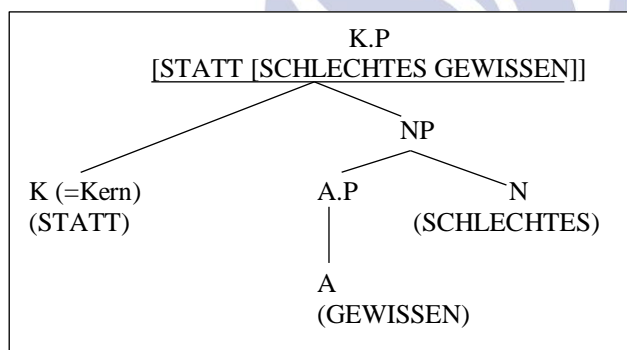 K.P
[STATT [SCHLECHTES GEWISSEN]]
NP
K (=Kern) A.P N
(STATT) (SCHLECHTES)
A
(GEWISSEN)